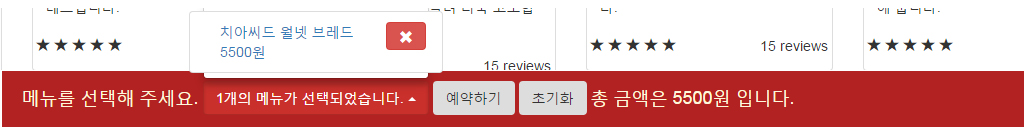 치아씨드 월넛 브레드
5500원
✖
★★★★★
15 reviews
★★★★★
15 reviews
★★★★★
메뉴를 선택해 주세요. 1개의 메뉴가 선택되었습니다. 예약하기 초기화 총 금액은 5500원 입니다.